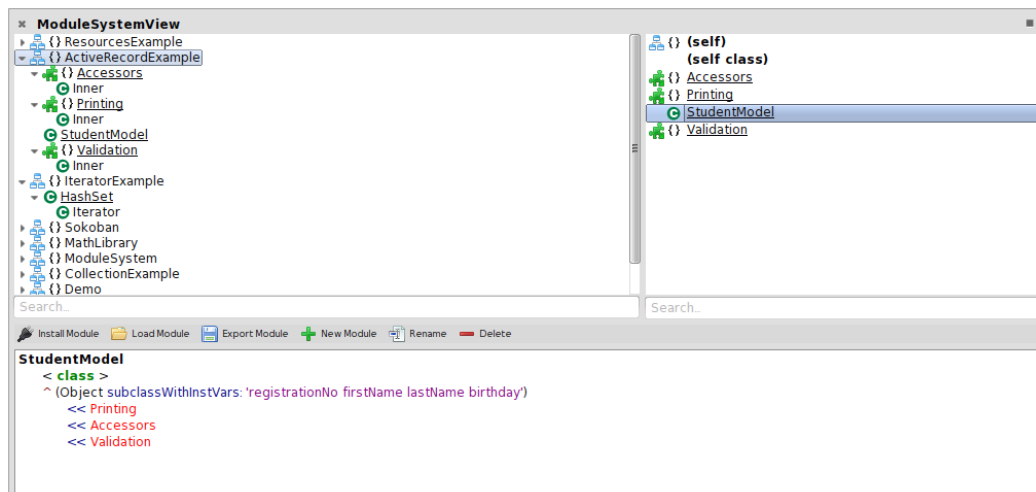 ModuleSystemView
{} ResourcesExample
{} ActiveRecordExample
{} Accessors
Inner
{} Printing
Inner
StudentModel
{} Validation
Inner
{} IteratorExample
HashSet
Iterator
{} Sokoban
{} MathLibrary
{} ModuleSystem
{} CollectionExample
{} Demo
Search..
{} (self)
(self class)
{} Accessors
{} Printing
StudentModel
{} Validation
Search..
Install Module Load Module Export Module New Module Rename Delete
StudentModel
< class >
^ (Object subclassWithInstVars: 'registrationNo firstName lastName birthday')
<< Printing
<< Accessors
<< Validation